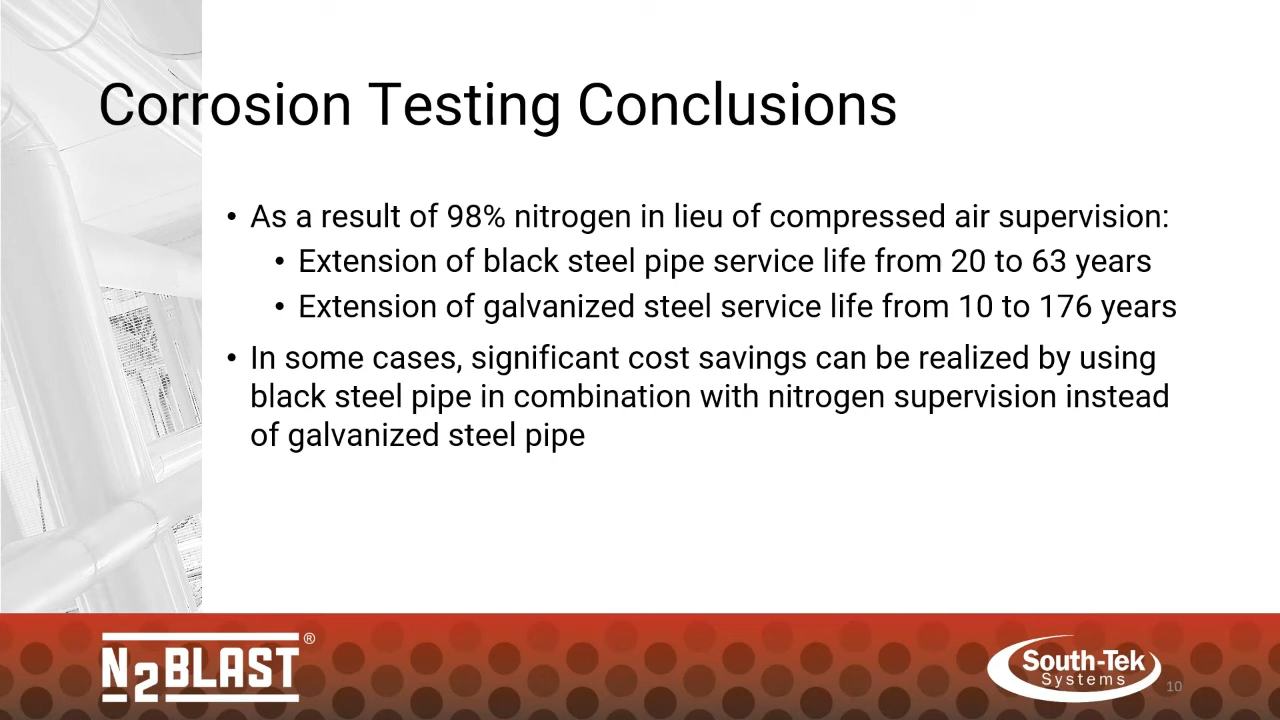 Corrosion Testing Conclusions
• As a result of 98% nitrogen in lieu of compressed air supervision:
• Extension of black steel pipe service life from 20 to 63 years
• Extension of galvanized steel service life from 10 to 176 years
• In some cases, significant cost savings can be realized by using
black steel pipe in combination with nitrogen supervision instead
of galvanized steel pipe
N2BLAST®
South-Tek
Systems
10